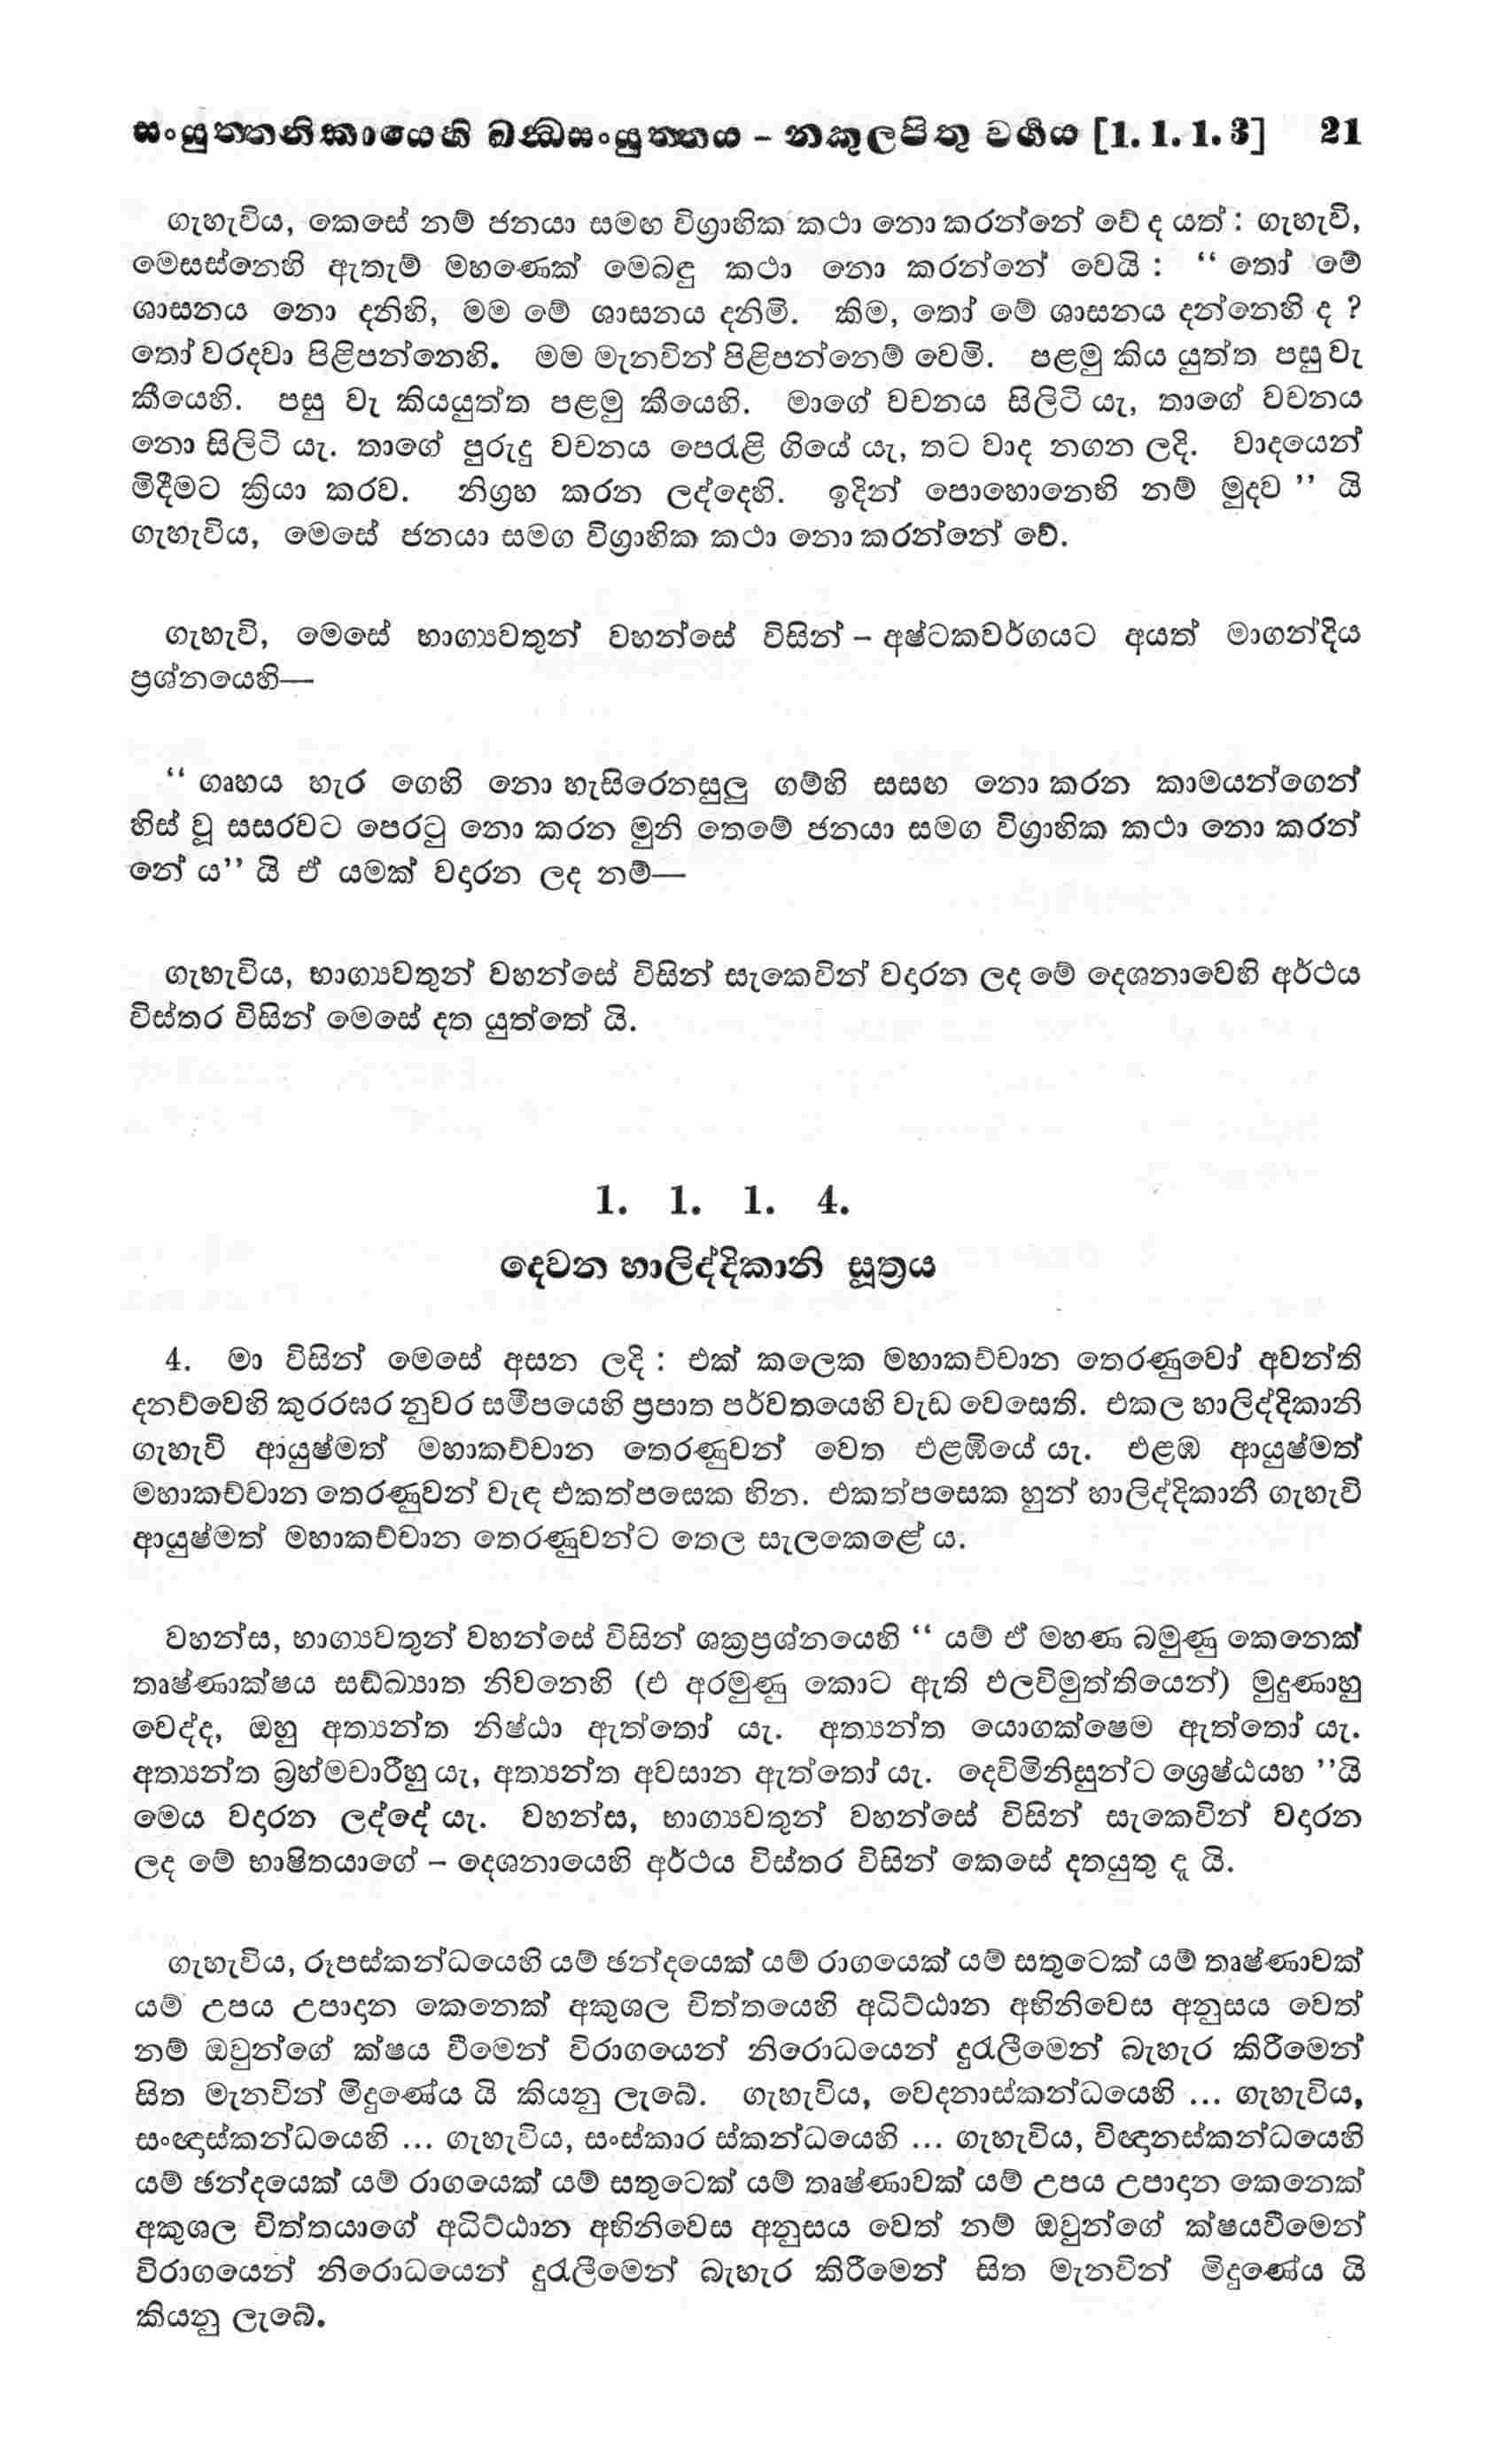 සංයුත්තනිකායෙහි ඛන්ධසංයුත්තය – නකුලපිතු වර්ගය [1. 1. 1. 3] 21
ගැහැවිය, කෙසේ නම් ජනයා සමඟ විග්‍රාහික කථා නො කරන්නේ වේ ද යත් : ගැහැවි,
මෙසස්නෙහි ඇතැම් මහණෙක් මෙබඳු කථා නො කරන්නේ වෙයි : “ තෝ මේ
ශාසනය නො දනිහි, මම මේ ශාසනය දනිමි. කිම, තෝ මේ ශාසනය දන්නෙහි ද ?
තෝ වරදවා පිළිපන්නෙහි. මම මැනවින් පිළිපන්නෙම් වෙමි. පළමු කිය යුත්ත පසු වැ
කීයෙහි. පසු වැ කියයුත්ත පළමු කීයෙහි. මාගේ වචනය සිලිටි යැ, තාගේ වචනය
නො සිලිටි යැ. තාගේ පුරුදු වචනය පෙරැළි ගියේ යැ, තට වාද නගන ලදි. වාදයෙන්
මිදීමට ක්‍රියා කරව. නිග්‍රහ කරන ලද්දෙහි. ඉදින් පොහොනෙහි නම් මුදව ” යි
ගැහැවිය, මෙසේ ජනයා සමග විග්‍රාහික කථා නො කරන්නේ වේ.
ගැහැවි, මෙසේ භාග්‍යවතුන් වහන්සේ විසින් – අෂ්ටකවර්ගයට අයත් මාගන්දිය
ප්‍රශ්නයෙහි—
“ ගෘහය හැර ගෙහි නො හැසිරෙනසුලු ගම්හි සසඟ නො කරන කාමයන්ගෙන්
හිස් වූ සසරවට පෙරටු නො කරන මුනි තෙමේ ජනයා සමග විග්‍රාහික කථා නො කරන්
නේ ය” යි ඒ යමක් වදාරන ලද නම්—
ගැහැවිය, භාග්‍යවතුන් වහන්සේ විසින් සැකෙවින් වදාරන ලද මේ දෙශනාවෙහි අර්ථය
විස්තර විසින් මෙසේ දත යුත්තේ යි.
1. 1. 1. 4.
දෙවන හාලිද්දිකානි සූත්‍රය
4. මා විසින් මෙසේ අසන ලදි : එක් කලෙක මහාකච්චාන තෙරණුවෝ අවන්ති
දනව්වෙහි කුරරඝර නුවර සමීපයෙහි ප්‍රපාත පර්වතයෙහි වැඩ වෙසෙති. එකල හාලිද්දිකානි
ගැහැවි ආයුෂ්මත් මහාකච්චාන තෙරණුවන් වෙත එළඹියේ යැ. එළඹ ආයුෂ්මත්
මහාකච්චාන තෙරණුවන් වැඳ එකත්පසෙක හින. එකත්පසෙක හුන් හාලිද්දිකානී ගැහැවි
ආයුෂ්මත් මහාකච්චාන තෙරණුවන්ට තෙල සැලකෙළේ ය.
වහන්ස, භාග්‍යවතුන් වහන්සේ විසින් ශක්‍රප්‍රශ්නයෙහි “ යම් ඒ මහණ බමුණු කෙනෙක්
තෘෂ්ණාක්ෂය සඬ්ඛ්‍යාත නිවනෙහි (එ අරමුණු කොට ඇති ඵලවිමුත්තියෙන්) මුදුණාහු
වෙද්ද, ඔහු අත්‍යන්ත නිෂ්ඨා ඇත්තෝ යැ. අත්‍යන්ත යොගක්ෂෙම ඇත්තෝ යැ.
අත්‍යන්ත බ්‍රහ්මචාරීහු යැ, අත්‍යන්ත අවසාන ඇත්තෝ යැ. දෙවිමිනිසුන්ට ශ්‍රෙෂ්ඨයහ ”යි
මෙය වදාරන ලද්දේ යැ. වහන්ස, භාග්‍යවතුන් වහන්සේ විසින් සැකෙවින් වදාරන
ලද මේ භාෂිතයාගේ – දෙශනායෙහි අර්ථය විස්තර විසින් කෙසේ දතයුතු දැ යි.
ගැහැවිය, රූපස්කන්ධයෙහි යම් ඡන්දයෙක් යම් රාගයෙක් යම් සතුටෙක් යම් තෘෂ්ණාවක්
යම් උපය උපාදාන කෙනෙක් අකුශල චිත්තයෙහි අධිට්ඨාන අභිනිවෙස අනුසය වෙත්
නම් ඔවුන්ගේ ක්ෂය වීමෙන් විරාගයෙන් නිරොධයෙන් දුරැලීමෙන් බැහැර කිරීමෙන්
සිත මැනවින් මිදුණේය යි කියනු ලැබේ. ගැහැවිය, වෙදනාස්කන්ධයෙහි ... ගැහැවිය,
සංඥාස්කන්ධයෙහි ... ගැහැවිය, සංස්කාර ස්කන්ධයෙහි ... ගැහැවිය, විඥානස්කන්ධයෙහි
යම් ඡන්දයෙක් යම් රාගයෙක් යම් සතුටෙක් යම් තෘෂ්ණාවක් යම් උපය උපාදාන කෙනෙක්
අකුශල චිත්තයාගේ අධිට්ඨාන අභිනිවෙස අනුසය වෙත් නම් ඔවුන්ගේ ක්ෂයවීමෙන්
විරාගයෙන් නිරොධයෙන් දුරැලීමෙන් බැහැර කිරීමෙන් සිත මැනවින් මිදුණේය යි
කියනු ලැබේ.